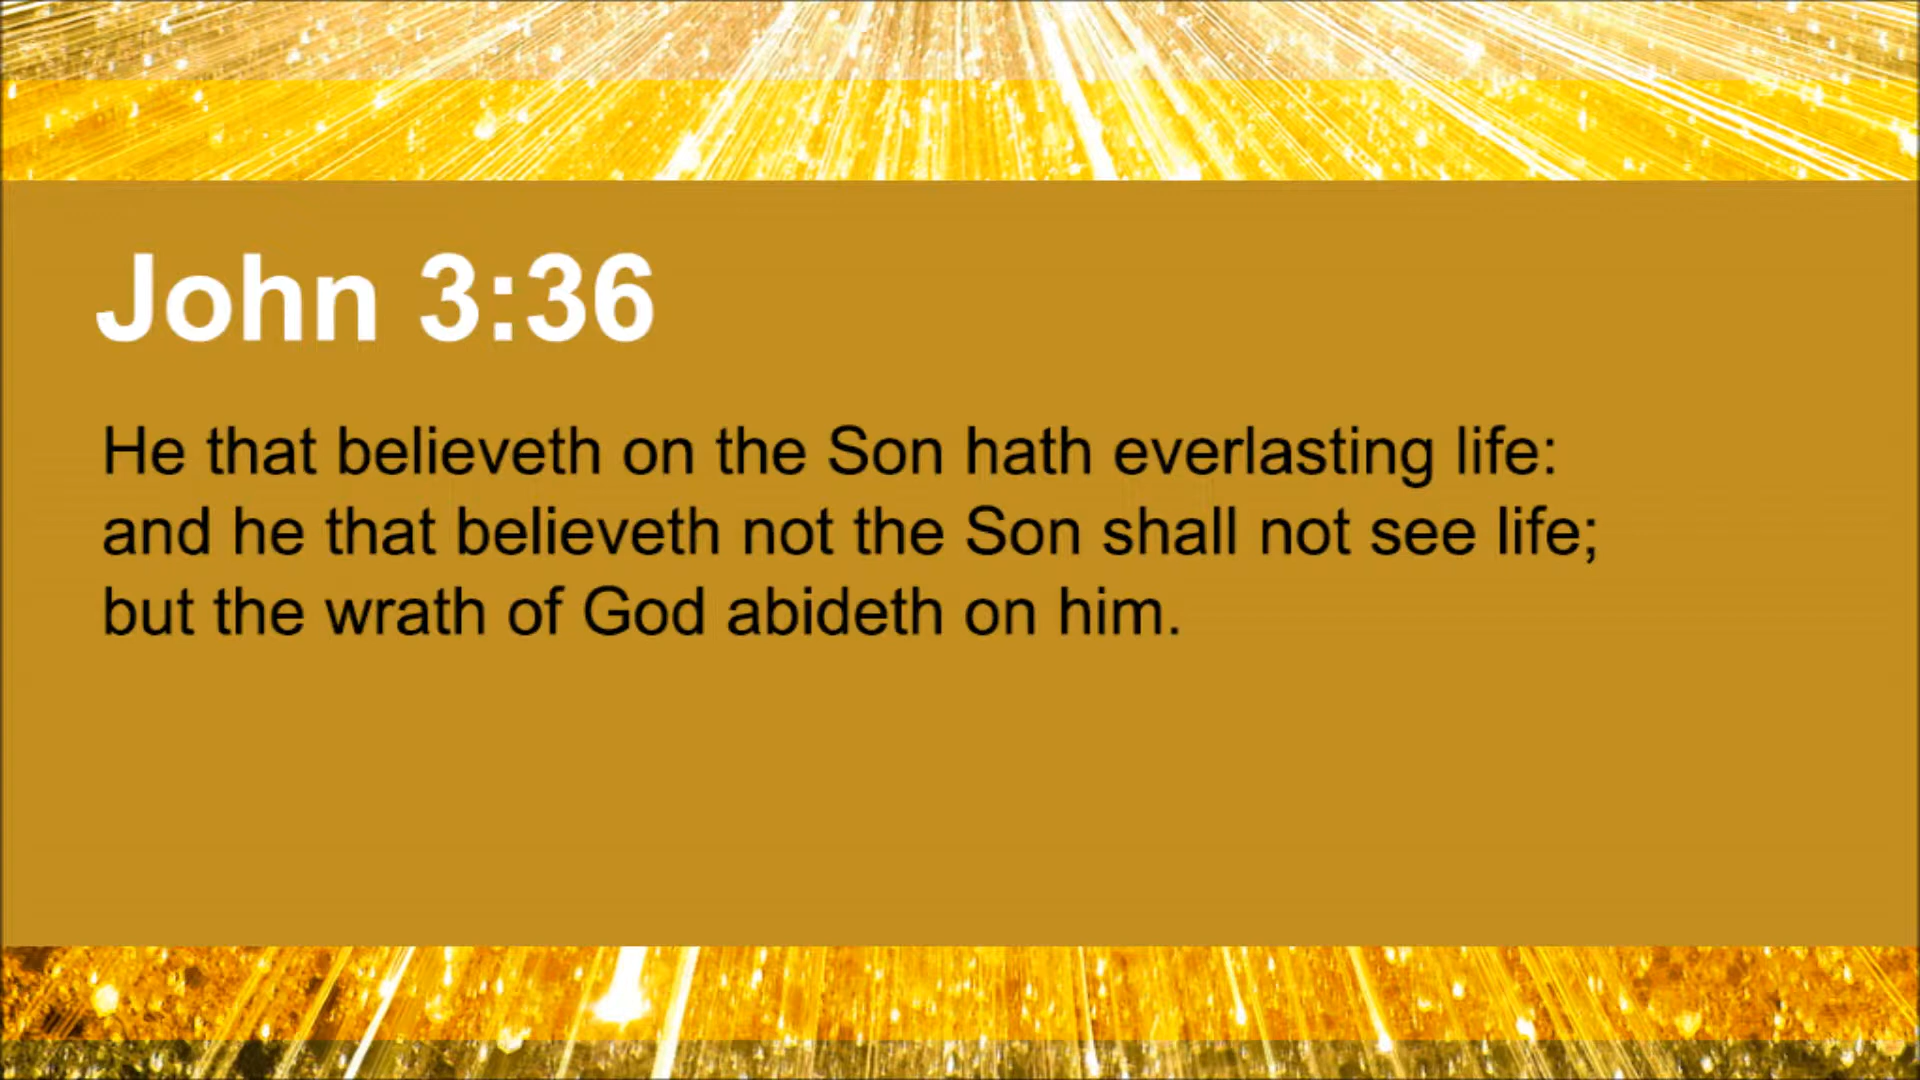 John 3:36
He that believeth on the Son hath everlasting life:
and he that believeth not the Son shall not see life;
but the wrath of God abideth on him.